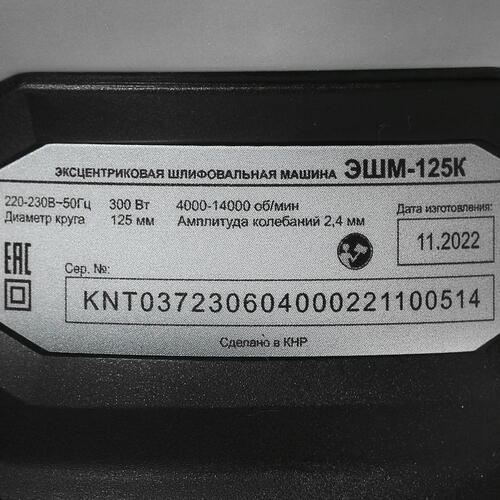 ЭКСЦЕНТРИКОВАЯ ШЛИФОВАЛЬНАЯ МАШИНА ЭШМ-125К
220-230В~50Гц 300 Вт 4000-14000 об/мин
Диаметр круга 125 мм Амплитуда колебаний 2,4 мм
Дата изготовления:
11.2022
EAC
Сер. №:
KNT037230604000221100514
Сделано в КНР